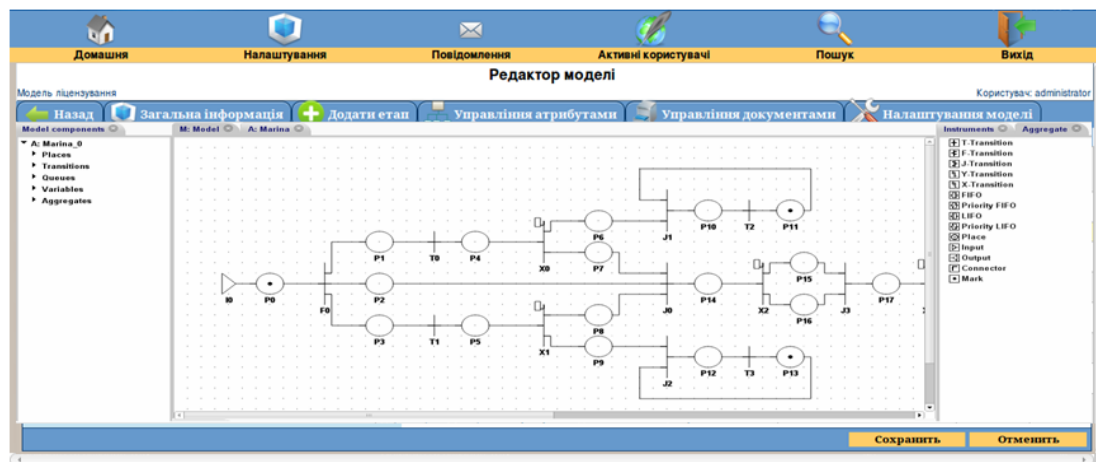 Домашня Налаштування Повідомлення Активні користувачі Пошук Вихід
Редактор моделі
Модель ліцензування Користувач: administrator
Назад Загальна інформація Додати етап Управління атрибутами Управління документами Налаштування моделі
Model components M: Model A: Marina Instruments Aggregate
A: Marina_0
Places
Transitions
Queues
Variables
Aggregates
P6 J1 P10 T2 P11
P1 T0 P4 X0 P7 P15
I0 P0 F0 P2 J0 P14 X2 P16 J3 P17
P3 T1 P5 X1 P8
P9
J2 P12 T3 P13
T-Transition
F-Transition
J-Transition
Y-Transition
X-Transition
FIFO
Priority FIFO
LIFO
Priority LIFO
Place
Input
Output
Connector
Mark
Сохранить Отменить